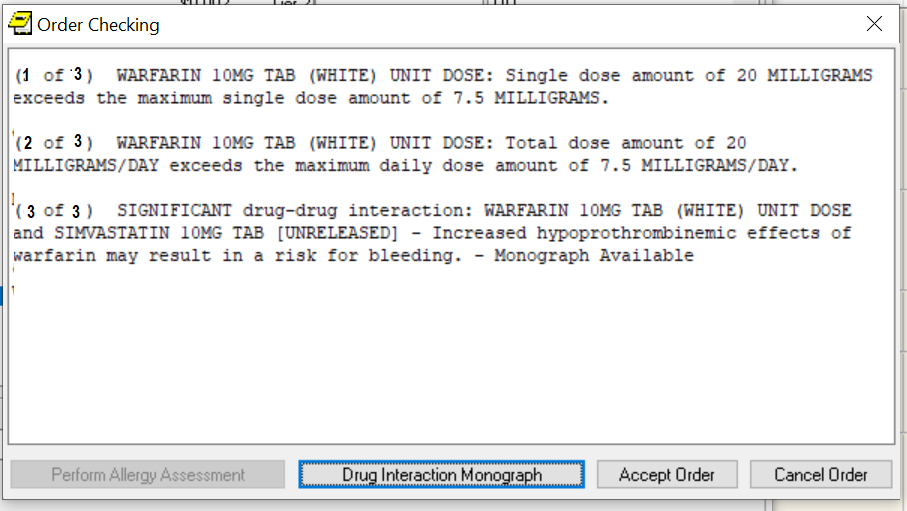 Order Checking
(1 of 3) WARFARIN 10MG TAB (WHITE) UNIT DOSE: Single dose amount of 20 MILLIGRAMS
exceeds the maximum single dose amount of 7.5 MILLIGRAMS.
(2 of 3) WARFARIN 10MG TAB (WHITE) UNIT DOSE: Total dose amount of 20
MILLIGRAMS/DAY exceeds the maximum daily dose amount of 7.5 MILLIGRAMS/DAY.
(3 of 3) SIGNIFICANT drug-drug interaction: WARFARIN 10MG TAB (WHITE) UNIT DOSE
and SIMVASTATIN 10MG TAB [UNRELEASED] - Increased hypoprothrombinemic effects of
warfarin may result in a risk for bleeding. - Monograph Available
Perform Allergy Assessment Drug Interaction Monograph Accept Order Cancel Order